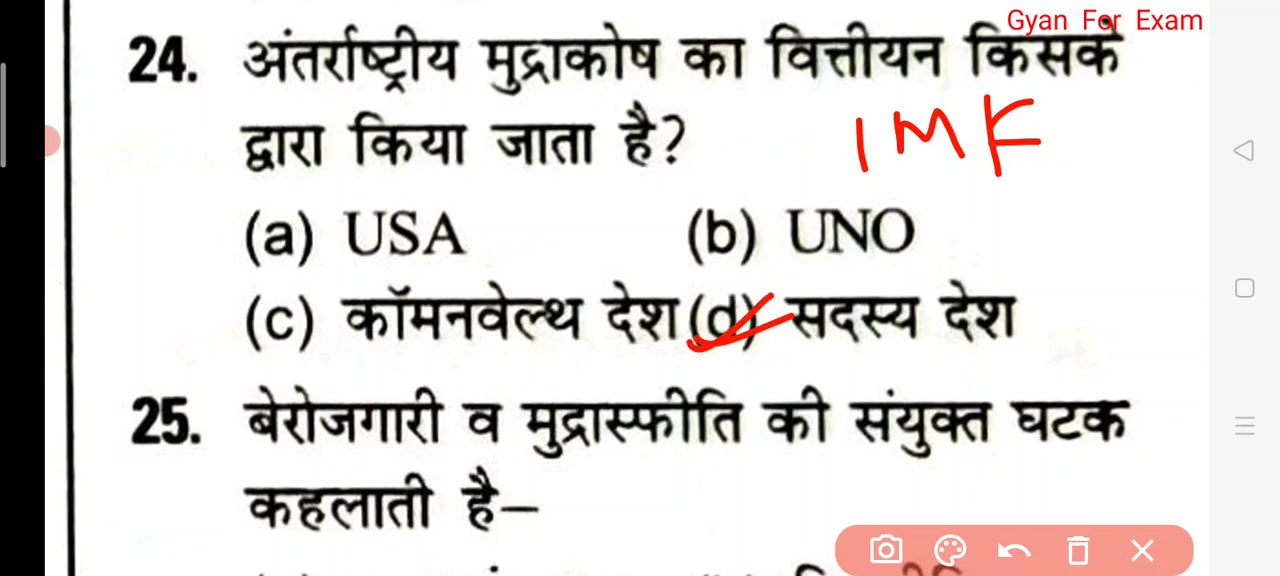 Gyan For Exam
24. अंतर्राष्ट्रीय मुद्राकोष का वित्तीयन किसके
द्वारा किया जाता है?
IMF
(a) USA (b) UNO
(c) कॉमनवेल्थ देश (d) सदस्य देश
25. बेरोजगारी व मुद्रास्फीति की संयुक्त घटक
कहलाती है–